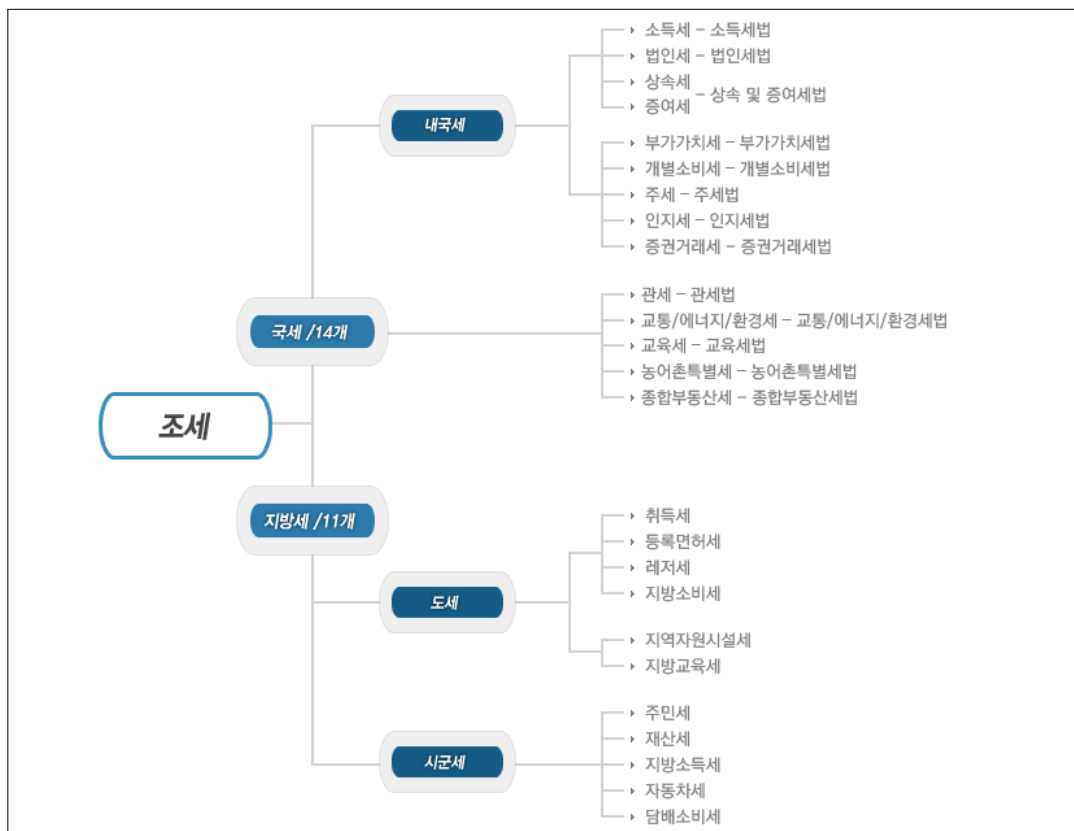 소득세 - 소득세법
법인세 - 법인세법
상속세
- 상속 및 증여세법
증여세
내국세
부가가치세 - 부가가치세법
개별소비세 - 개별소비세법
주세 - 주세법
인지세 - 인지세법
증권거래세 - 증권거래세법
관세 - 관세법
교통/에너지/환경세 - 교통/에너지/환경세법
국세 /14개
교육세 - 교육세법
농어촌특별세 - 농어촌특별세법
종합부동산세 - 종합부동산세법
조세
지방세 /11개
취득세
등록면허세
레저세
지방소비세
도세
지역자원시설세
지방교육세
주민세
재산세
시군세
지방소득세
자동차세
담배소비세